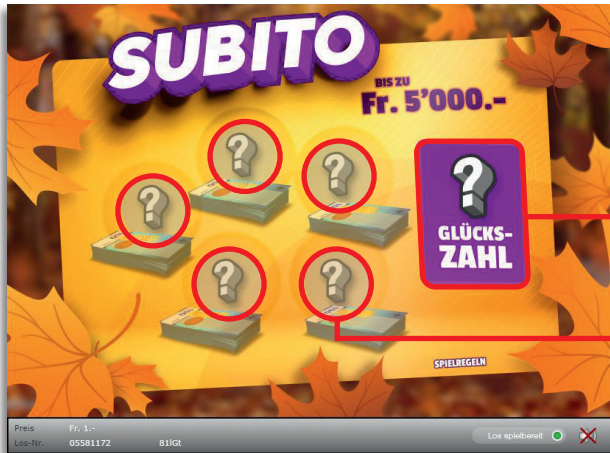 SUBITO
BIS ZU
Fr. 5'000.-
?
?
?
?
?
?
GLÜCKS-
ZAHL
SPIELREGELN
Preis Fr. 1.-
Los-Nr. 05581172 81lGt
Los spielbereit